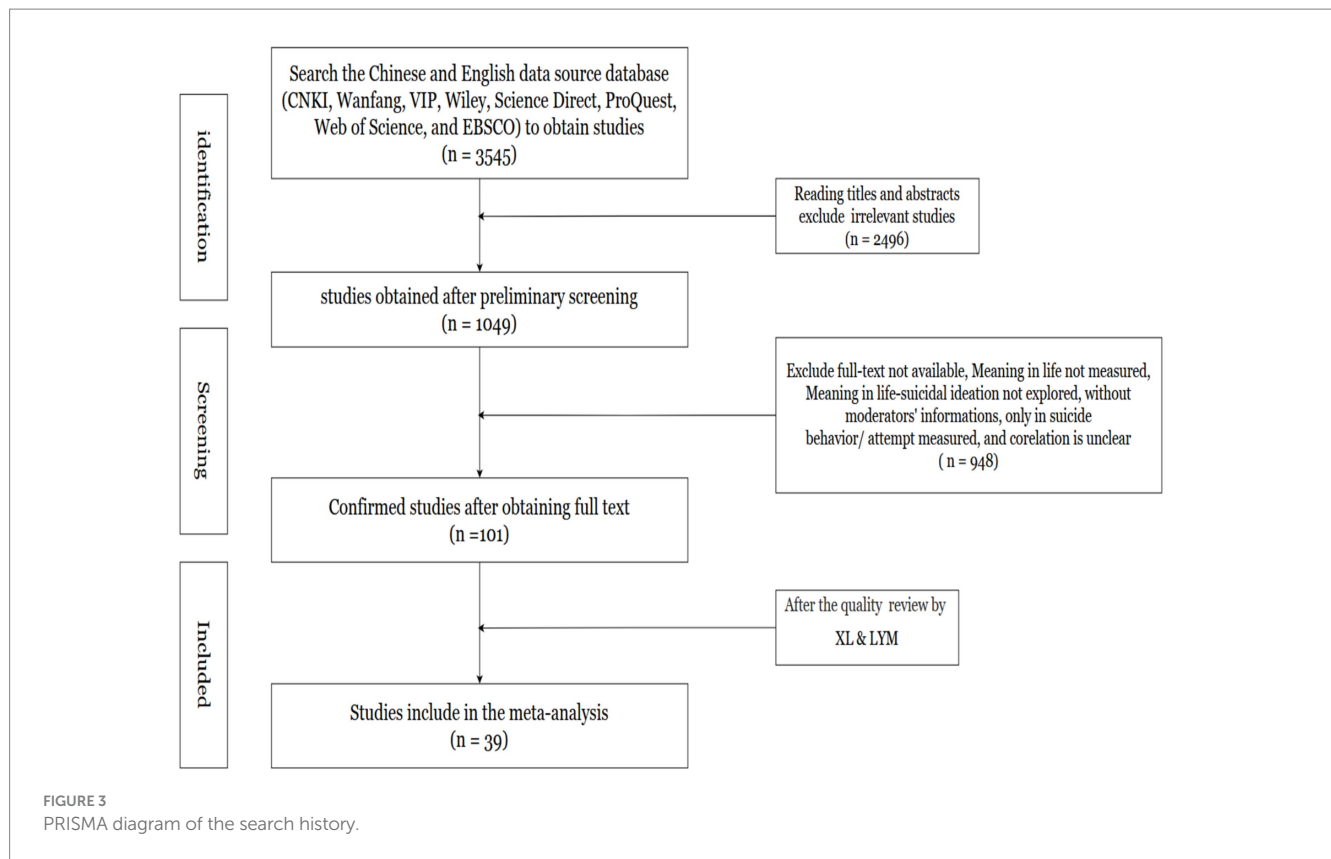 identification
Search the Chinese and English data source database
(CNKI, Wanfang, VIP, Wiley, Science Direct, ProQuest,
Web of Science, and EBSCO) to obtain studies
(n = 3545)
Reading titles and abstracts
exclude irrelevant studies
(n = 2496)
studies obtained after preliminary screening
(n = 1049)
Screening
Exclude full-text not available, Meaning in life not measured,
Meaning in life-suicidal ideation not explored, without
moderators' informations, only in suicide
behavior/ attempt measured, and corelation is unclear
( n = 948)
Confirmed studies after obtaining full text
(n =101)
Included
After the quality review by
XL & LYM
Studies include in the meta-analysis
(n = 39)
FIGURE 3
PRISMA diagram of the search history.